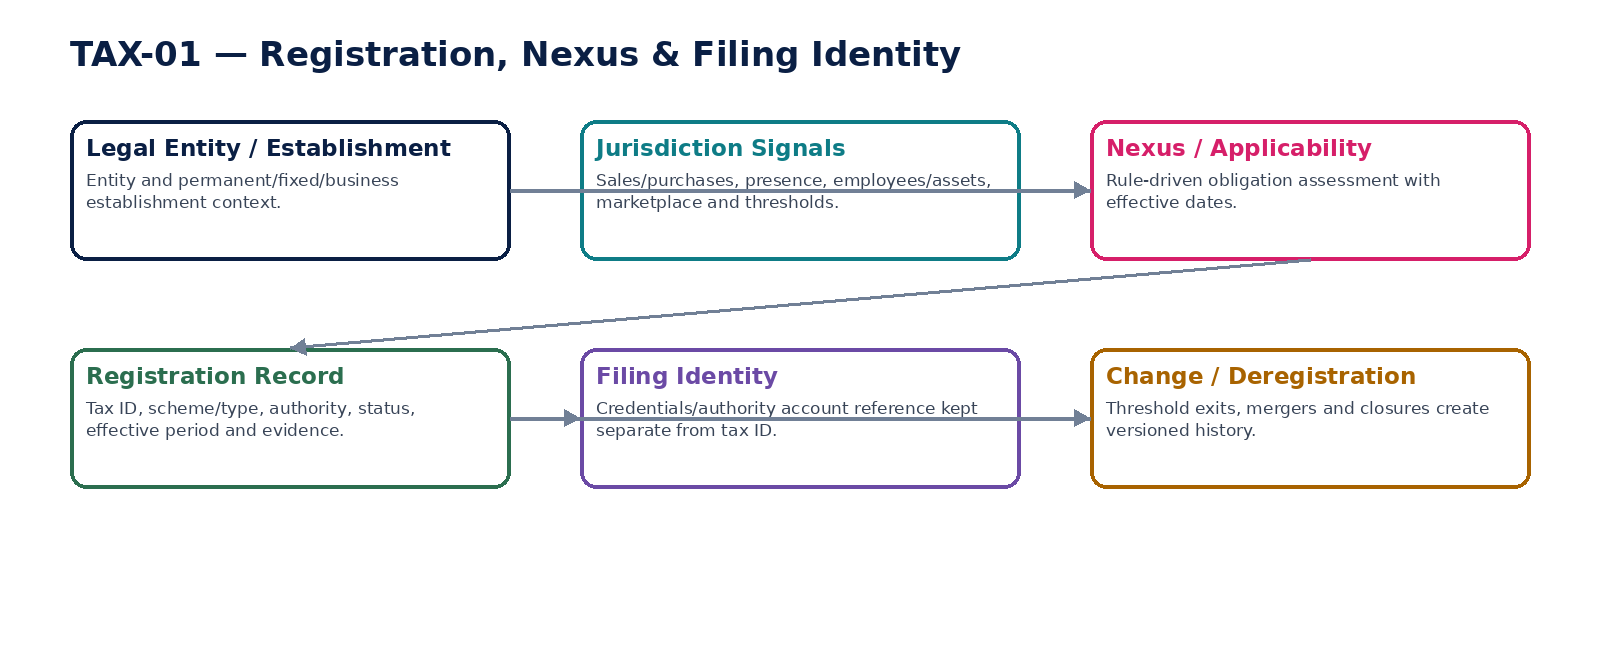 TAX-01 — Registration, Nexus & Filing Identity
Legal Entity / Establishment
Entity and permanent/fixed/business
establishment context.
Jurisdiction Signals
Sales/purchases, presence, employees/assets,
marketplace and thresholds.
Nexus / Applicability
Rule-driven obligation assessment with
effective dates.
Registration Record
Tax ID, scheme/type, authority, status,
effective period and evidence.
Filing Identity
Credentials/authority account reference kept
separate from tax ID.
Change / Deregistration
Threshold exits, mergers and closures create
versioned history.